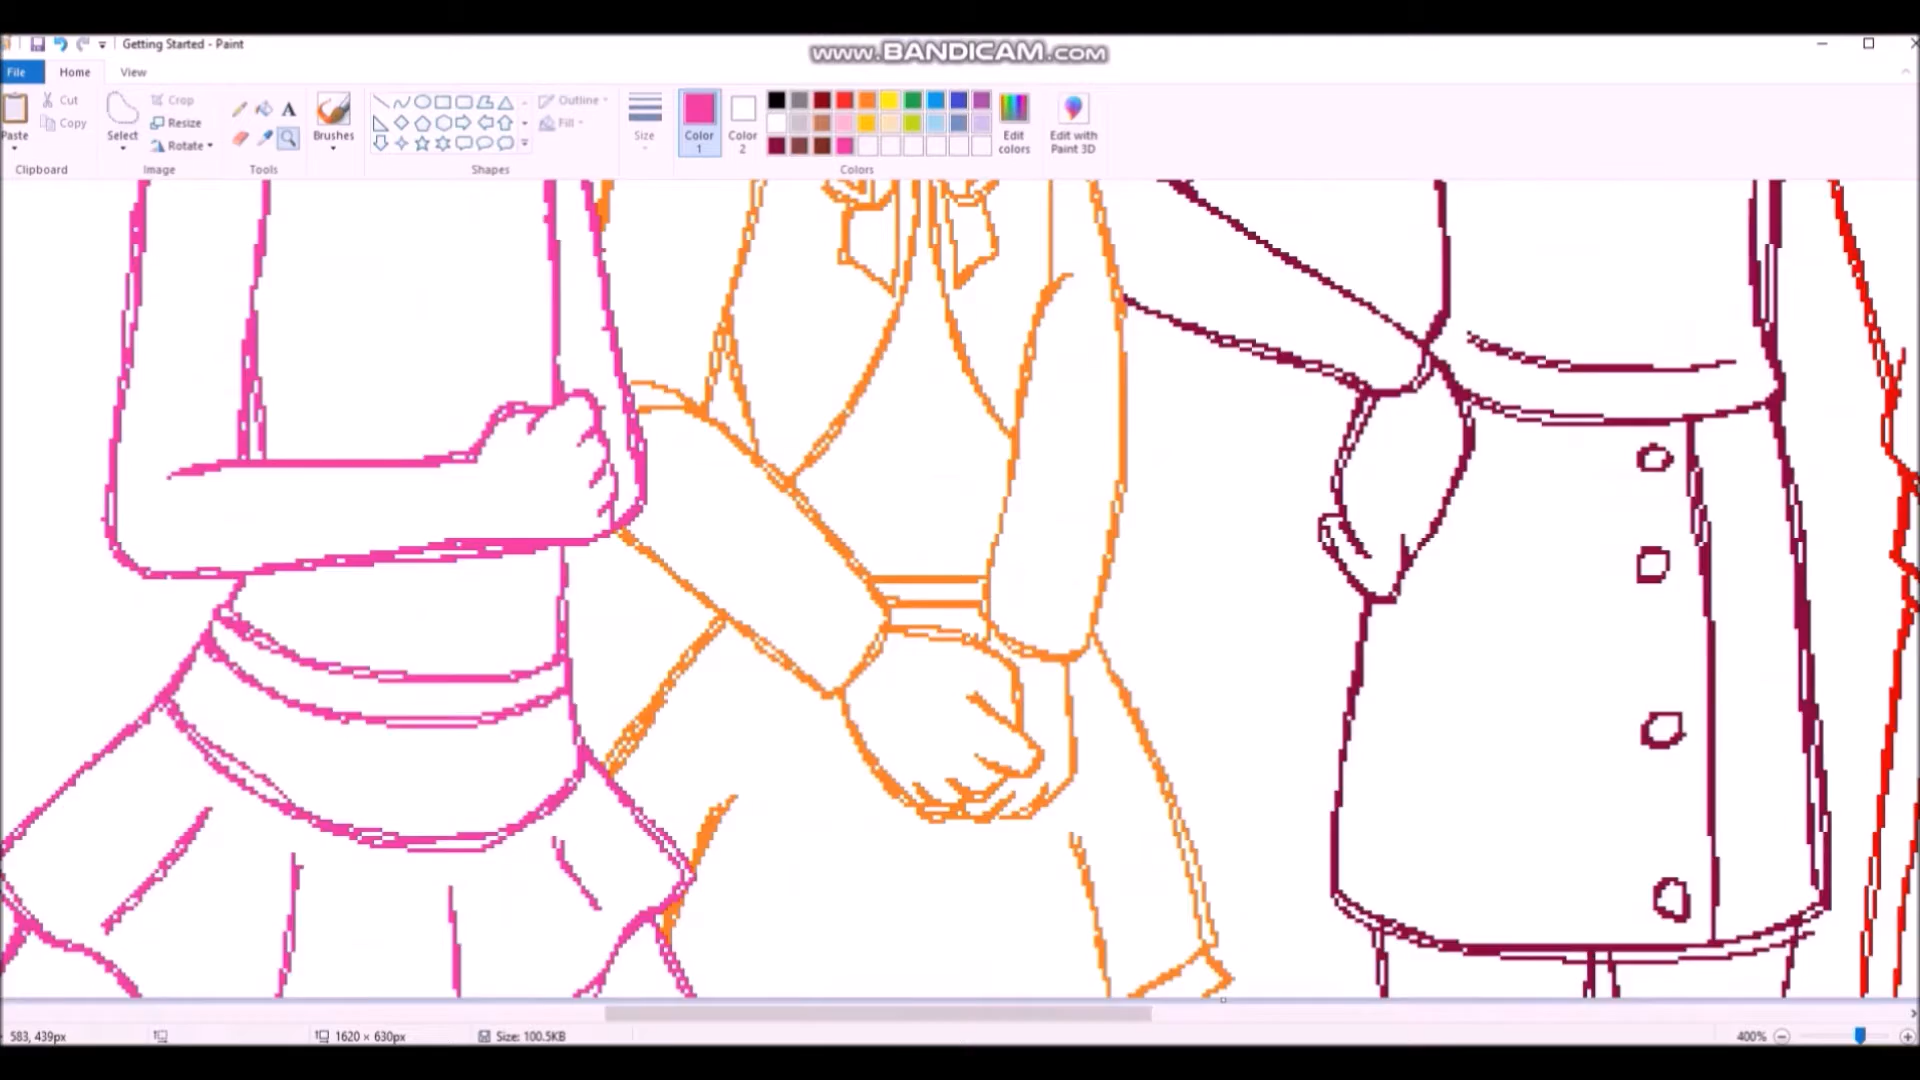 Getting Started - Paint
www.BANDICAM.com
File Home View
Paste
Cut
Copy
Clipboard
Select
Crop
Resize
Rotate
Image
Tools
Brushes
Outline
Fill
Shapes
Size
Color 1
Color 2
Edit colors
Edit with Paint 3D
Colors
583, 439px
1620 × 630px
Size: 100.5KB
400%